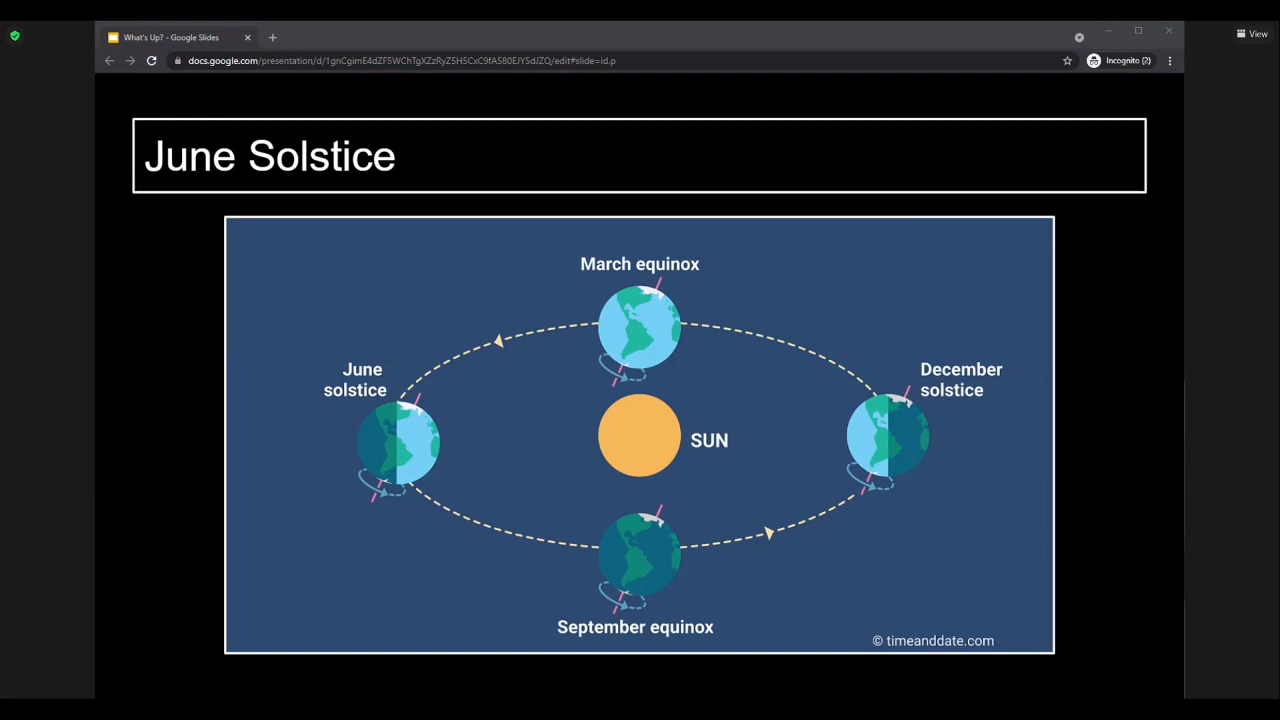 What's Up? - Google Slides
View
docs.google.com/presentation/d/1gnCgimE4dZF5WChTgXZzRyZ5H5CxC9fA580EJY5dJZQ/edit#slide=id.p
Incognito (2)
June Solstice
March equinox
June
solstice
December
solstice
SUN
September equinox
© timeanddate.com